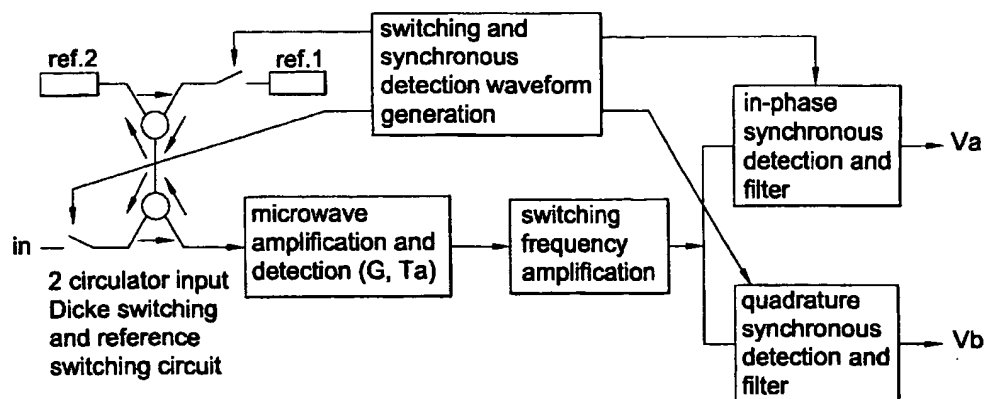 switching and
synchronous
detection waveform
generation
ref.2
ref.1
in-phase
synchronous
detection and
filter
Va
in
microwave
amplification and
detection (G, Ta)
switching
frequency
amplification
2 circulator input
Dicke switching
and reference
switching circuit
quadrature
synchronous
detection and
filter
Vb